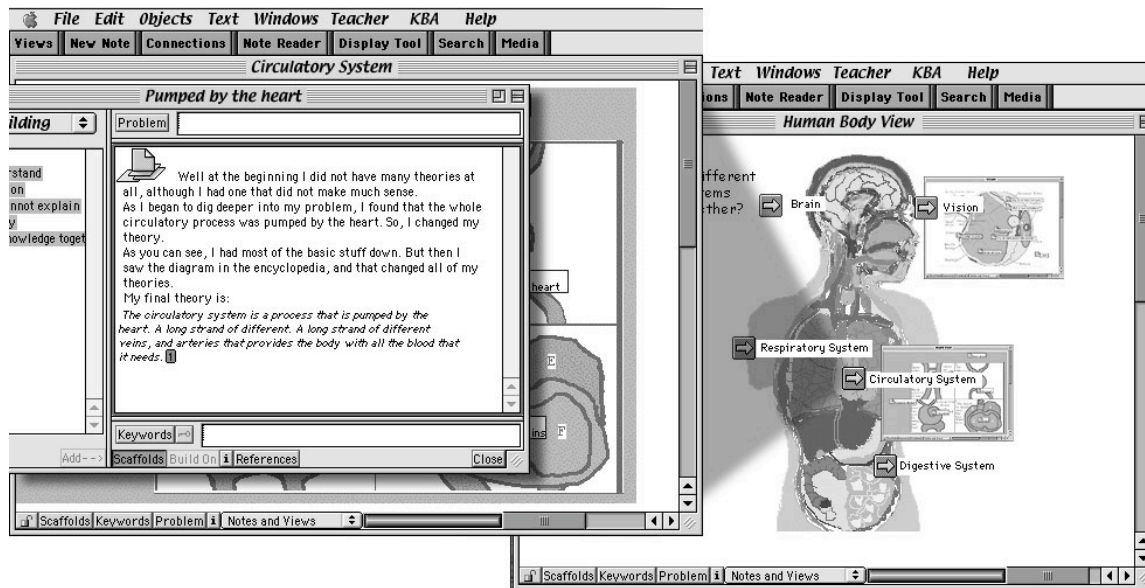 File Edit Objects Text Windows Teacher KBA Help
Views New Note Connections Note Reader Display Tool Search Media
Circulatory System
Pumped by the heart
ilding
Problem
rstand
on
nnot explain
y
nowledge toget
Well at the beginning I did not have many theories at
all, although I had one that did not make much sense.
As I began to dig deeper into my problem, I found that the whole
circulatory process was pumped by the heart. So, I changed my
theory.
As you can see, I had most of the basic stuff down. But then I
saw the diagram in the encyclopedia, and that changed all of my
theories.
My final theory is:
The circulatory system is a process that is pumped by the
heart. A long strand of different. A long strand of different
veins, and arteries that provides the body with all the blood that
it needs. 1
Keywords
Add-->
Scaffolds Build On i References Close
heart
E
ins F
Scaffolds Keywords Problem i Notes and Views
Text Windows Teacher KBA Help
ions Note Reader Display Tool Search Media
Human Body View
ifferent
tems
ther?
Brain
Vision
Respiratory System
Circulatory System
Digestive System
Scaffolds Keywords Problem i Notes and Views